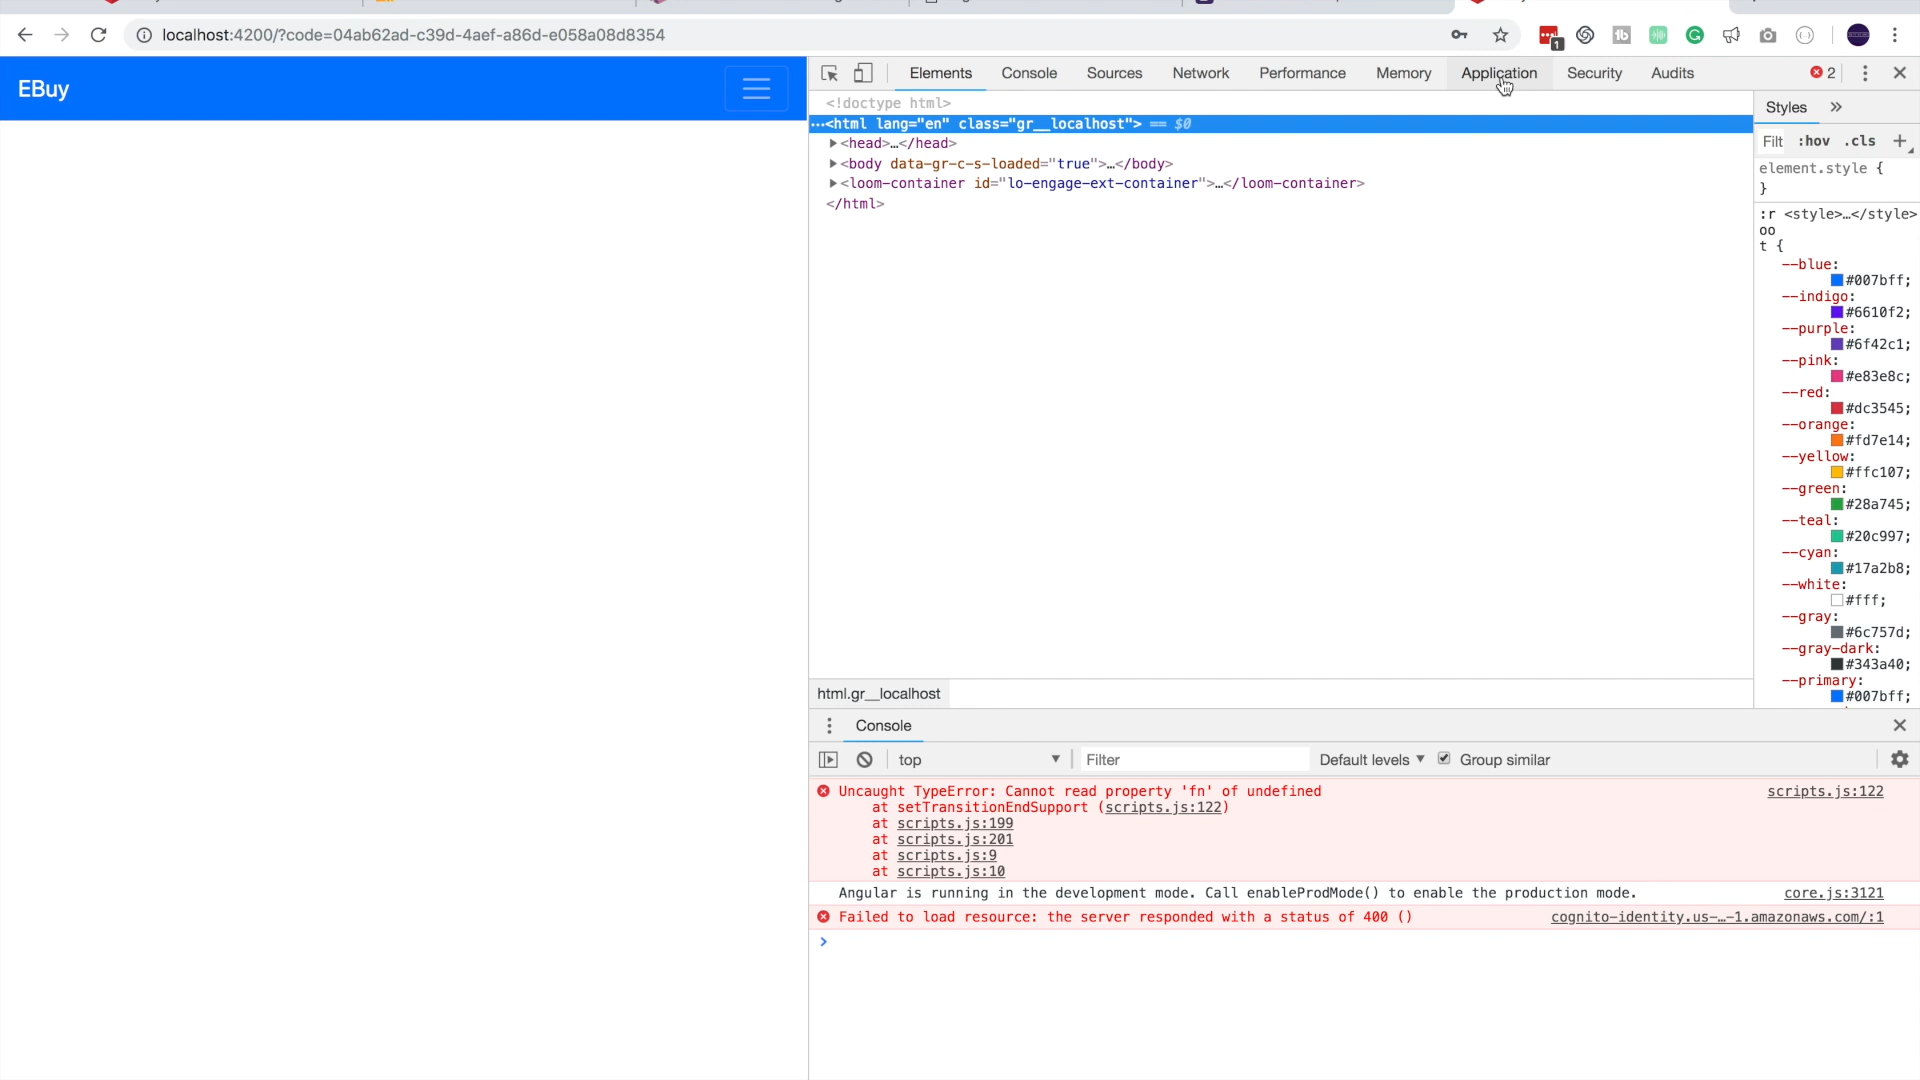 localhost:4200/?code=04ab62ad-c39d-4aef-a86d-e058a08d8354
1
EBuy
Elements Console Sources Network Performance Memory Application Security Audits 2
<!doctype html>
…<html lang="en" class="gr__localhost"> == $0
▶<head>…</head>
▶<body data-gr-c-s-loaded="true">…</body>
▶<loom-container id="lo-engage-ext-container">…</loom-container>
</html>
Styles »
Filt :hov .cls +
element.style {
}
:r <style>…</style>
oo
t {
--blue:
#007bff;
--indigo:
#6610f2;
--purple:
#6f42c1;
--pink:
#e83e8c;
--red:
#dc3545;
--orange:
#fd7e14;
--yellow:
#ffc107;
--green:
#28a745;
--teal:
#20c997;
--cyan:
#17a2b8;
--white:
#fff;
--gray:
#6c757d;
--gray-dark:
#343a40;
--primary:
#007bff;
html.gr__localhost
Console
top Filter Default levels ▼ Group similar
Uncaught TypeError: Cannot read property 'fn' of undefined scripts.js:122
at setTransitionEndSupport (scripts.js:122)
at scripts.js:199
at scripts.js:201
at scripts.js:9
at scripts.js:10
Angular is running in the development mode. Call enableProdMode() to enable the production mode. core.js:3121
Failed to load resource: the server responded with a status of 400 () cognito-identity.us-…-1.amazonaws.com/:1
>